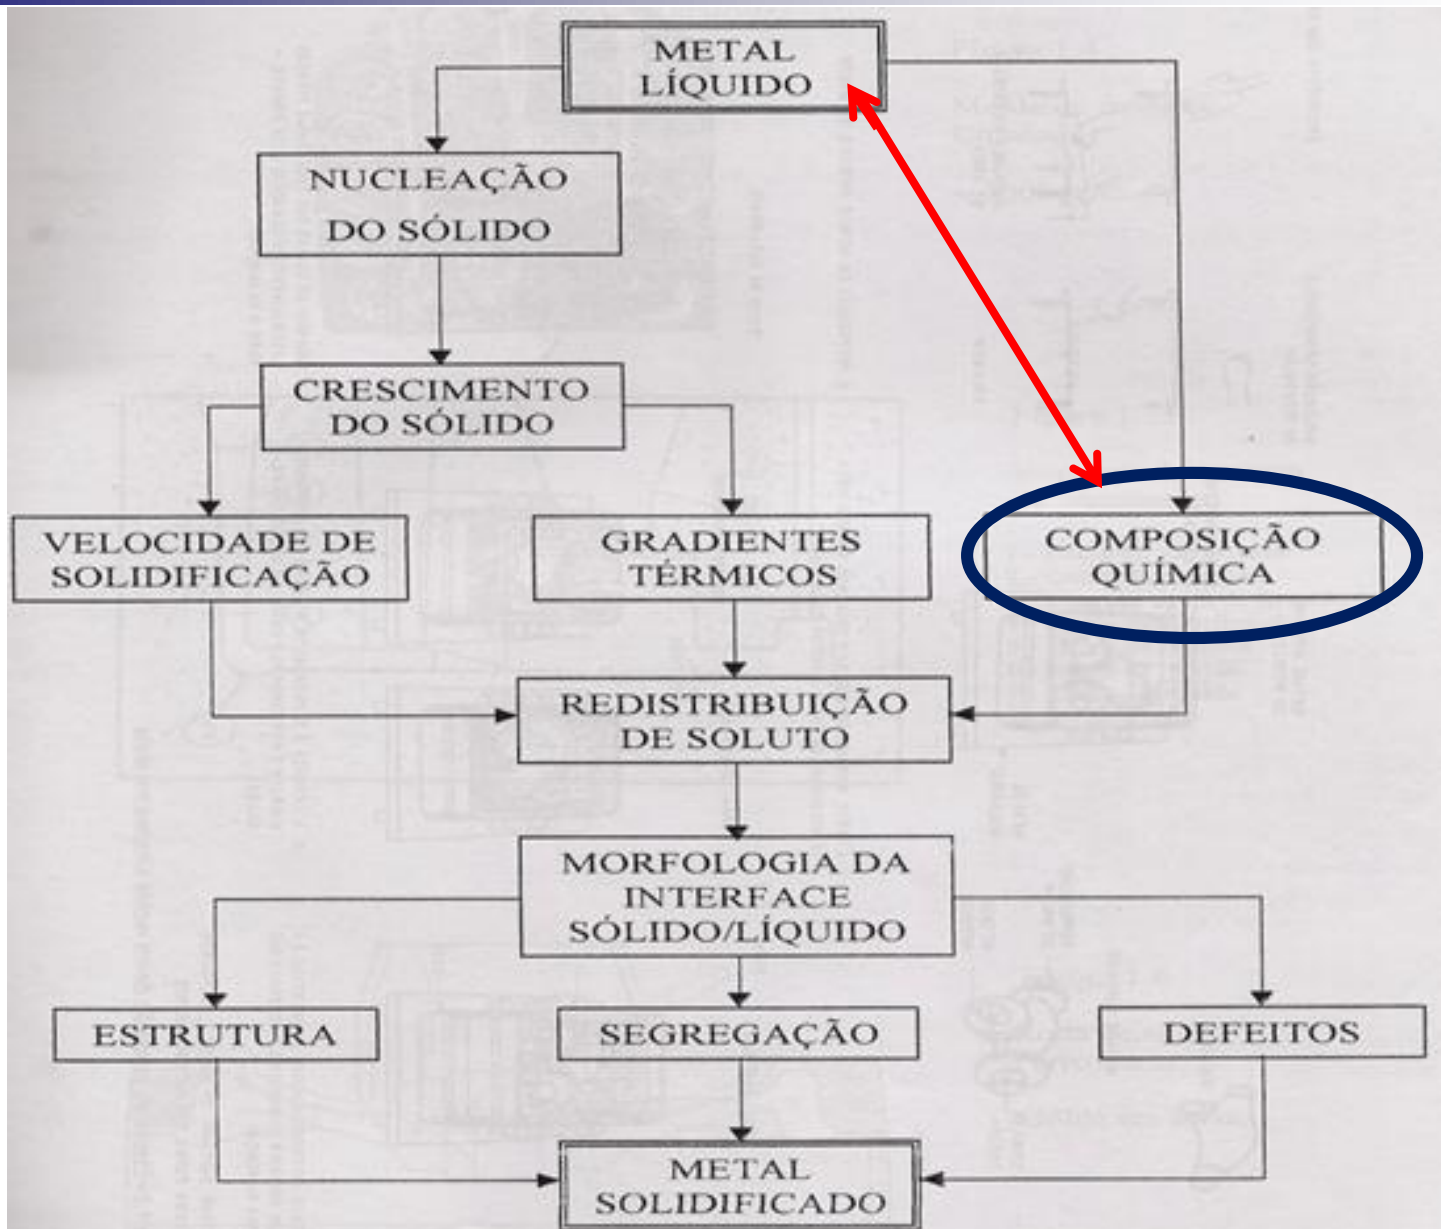 METAL
LÍQUIDO
NUCLEAÇÃO
DO SÓLIDO
CRESCIMENTO
DO SÓLIDO
VELOCIDADE DE
SOLIDIFICAÇÃO
GRADIENTES
TÉRMICOS
COMPOSIÇÃO
QUÍMICA
REDISTRIBUIÇÃO
DE SOLUTO
MORFOLOGIA DA
INTERFACE
SÓLIDO/LÍQUIDO
ESTRUTURA
SEGREGAÇÃO
DEFEITOS
METAL
SOLIDIFICADO